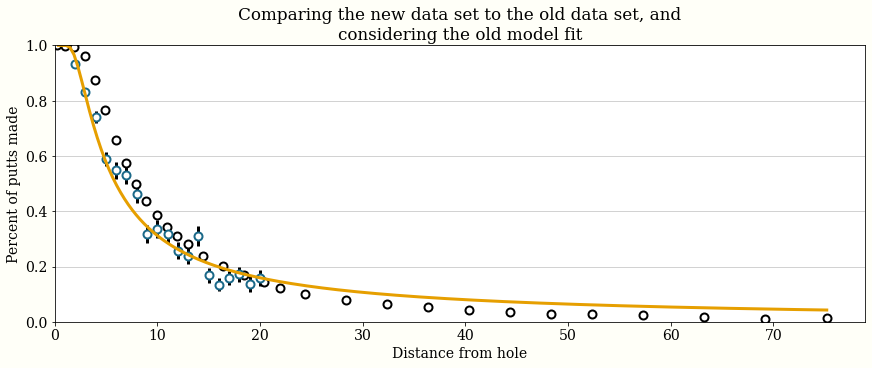 Comparing the new data set to the old data set, and
considering the old model fit
Percent of putts made
1.0
0.8
0.6
0.4
0.2
0.0
0 10 20 30 40 50 60 70
Distance from hole